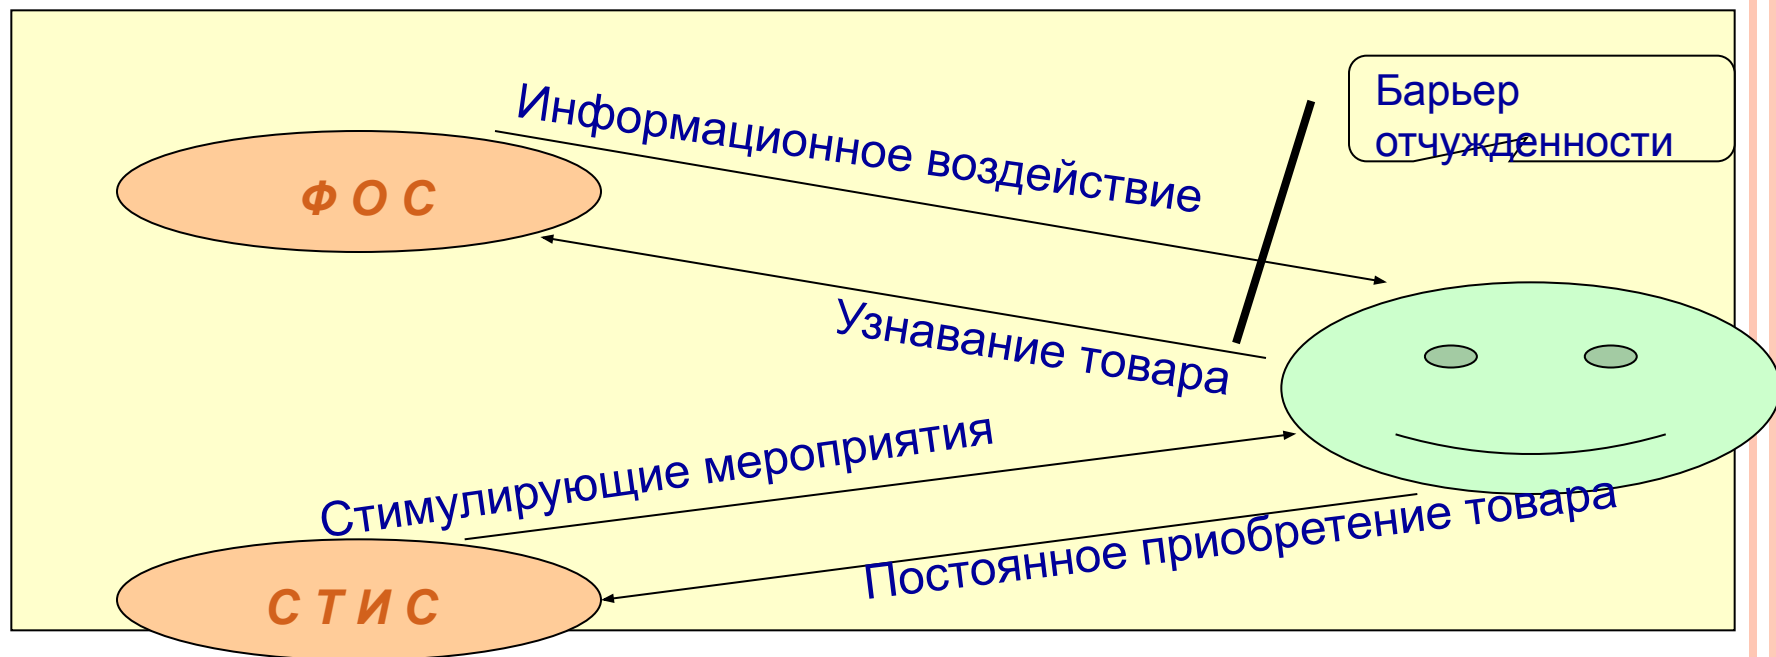 Информационное воздействие
Барьер
отчужденности
Ф О С
Узнавание товара
Стимулирующие мероприятия
Постоянное приобретение товара
С Т И С